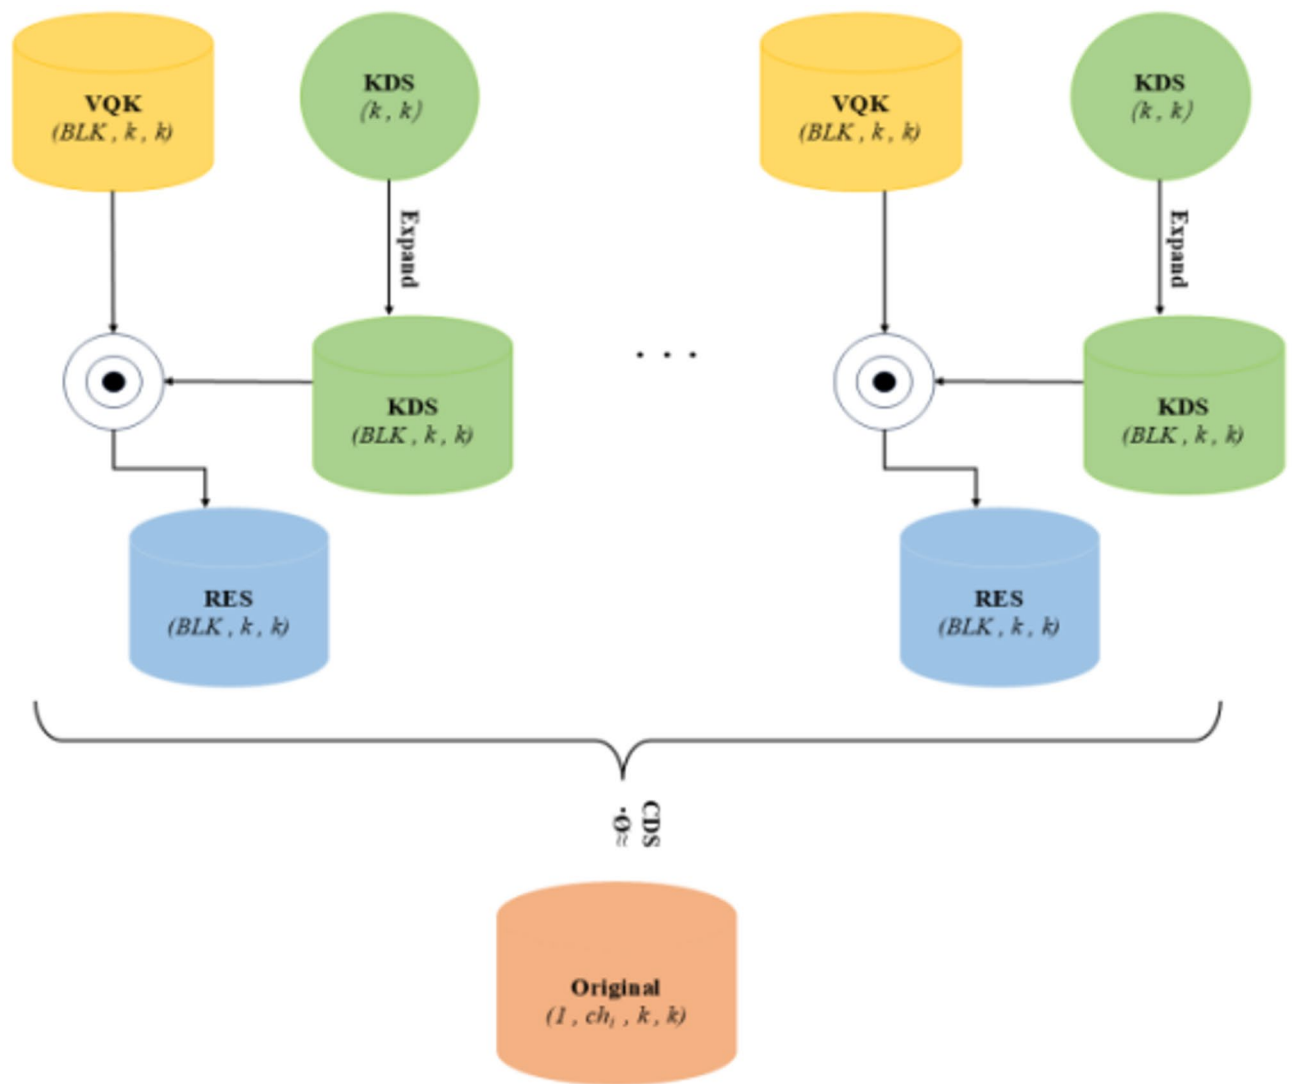 VQK
(BLK , k , k)
KDS
(k , k)
VQK
(BLK , k , k)
KDS
(k , k)
Expand
Expand
. . .
KDS
(BLK , k , k)
KDS
(BLK , k , k)
RES
(BLK , k , k)
RES
(BLK , k , k)
CDS
Original
(1 , chᵢ , k , k)